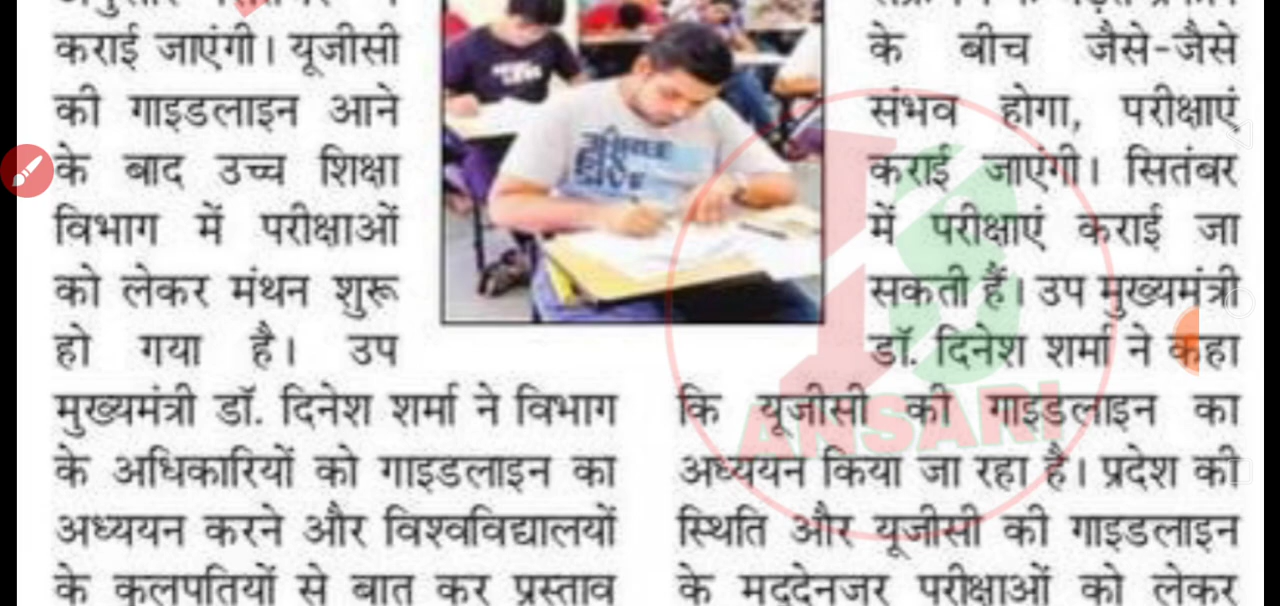 कराई जाएंगी। यूजीसी
की गाइडलाइन आने
के बाद उच्च शिक्षा
विभाग में परीक्षाओं
को लेकर मंथन शुरू
हो गया है। उप
मुख्यमंत्री डॉ. दिनेश शर्मा ने विभाग
के अधिकारियों को गाइडलाइन का
अध्ययन करने और विश्वविद्यालयों
के कुलपतियों से बात कर प्रस्ताव
के बीच जैसे-जैसे
संभव होगा, परीक्षाएं
कराई जाएंगी। सितंबर
में परीक्षाएं कराई जा
सकती हैं। उप मुख्यमंत्री
डॉ. दिनेश शर्मा ने कहा
कि यूजीसी की गाइडलाइन का
अध्ययन किया जा रहा है। प्रदेश की
स्थिति और यूजीसी की गाइडलाइन
के मद्देनजर परीक्षाओं को लेकर
ANSARI